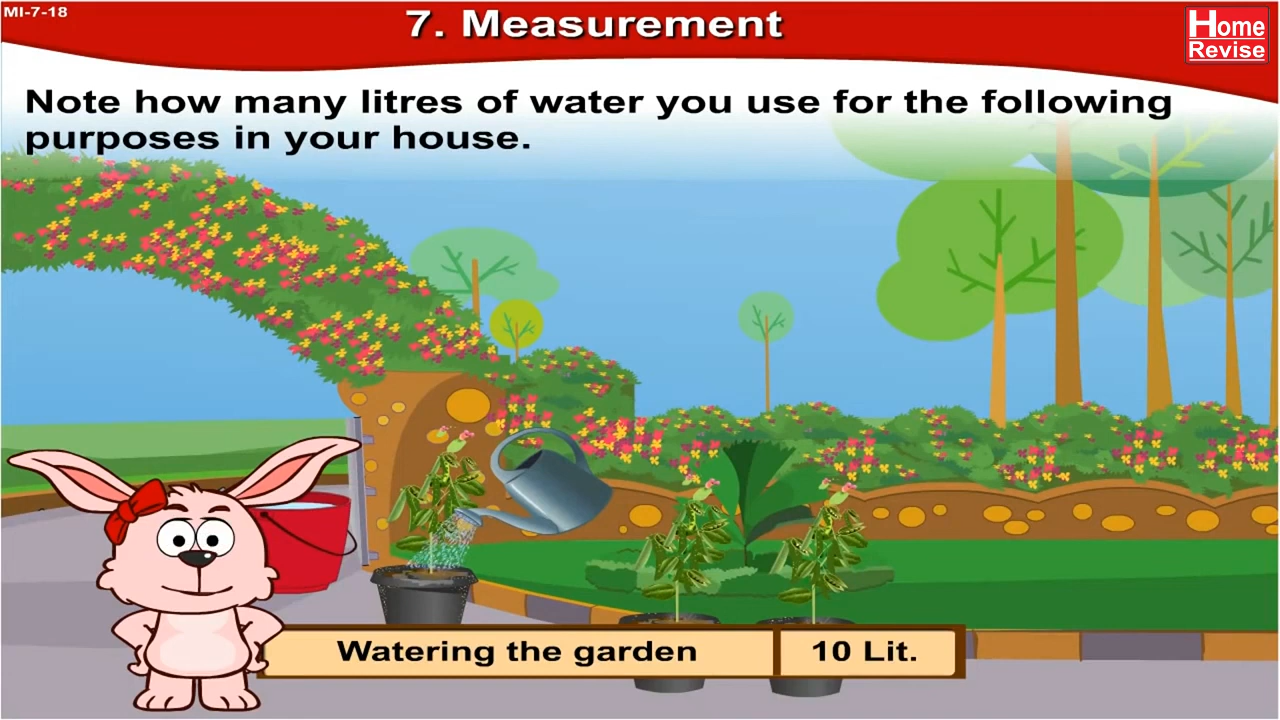 MI-7-18
7. Measurement
Home
Revise
Note how many litres of water you use for the following
purposes in your house.
Watering the garden
10 Lit.